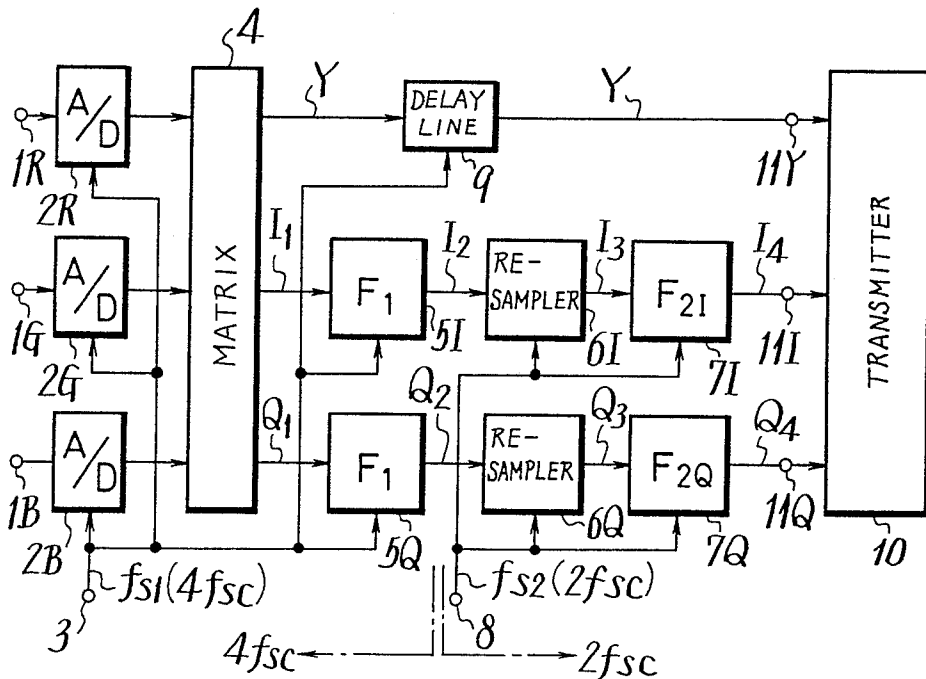 4
Y
Y
A/D
DELAY
LINE
1R
2R
9
11Y
MATRIX
TRANSMITTER
I1
I2
I3
I4
A/D
F1
RE-
SAMPLER
F2I
1G
2G
5I
6I
7I
11I
Q1
Q2
Q3
Q4
A/D
F1
RE-
SAMPLER
F2Q
1B
2B
5Q
6Q
7Q
11Q
10
fs1(4fsc)
fs2(2fsc)
3
8
4fsc
2fsc